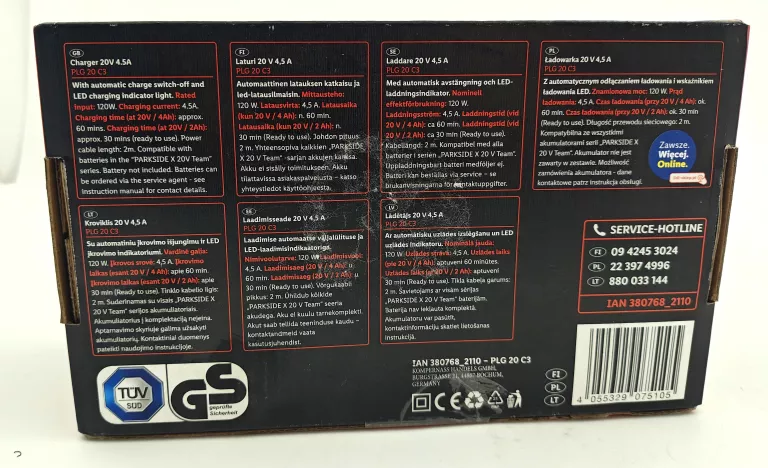 GB
Charger 20V 4.5A
PLG 20 C3
With automatic charge switch-off and
LED charging indicator light. Rated
Input: 120W. Charging current: 4.5A.
Charging time (at 20V / 4Ah): approx.
60 mins. Charging time (at 20V / 2Ah):
approx. 30 mins (ready to use). Power
cable length: 2m. Compatible with
batteries in the "PARKSIDE X 20V Team"
series. Battery not included. Batteries
can be ordered via the service agent - see
Instruction manual for contact details.
FI
Laturi 20 V 4,5 A
PLG 20 C3
Automaattinen latauksen katkaisu ja
led-latausilmaisin. Mittausteho:
120 W. Latausvirta: 4,5 A. Latausaika
(kun 20 V / 4 Ah): n. 60 min.
Latausaika (kun 20 V / 2 Ah): n.
30 min (Ready to use). Johdon pituus:
2 m. Yhteensopiva kaikkien „PARKSIDE
X 20 V Team" -sarjan akkujen kanssa.
Akku ei sisälly toimitukseen. Akku
tilattavissa asiakaspalvelusta – katso
yhteystiedot käyttöohjeesta.
SE
Laddare 20 V 4,5 A
PLG 20 C3
Med automatisk avstängning och LED-
laddningsindikator. Nominell
effektförbrukning: 120 W.
Laddningsström: 4,5 A. Laddningstid (vid
20 V / 4 Ah): ca 60 min. Laddningstid (vid
20 V / 2 Ah): ca 30 min (Ready to use).
Kabellängd: 2 m. Kompatibel med alla
batterier i serien „PARKSIDE X 20 V Team".
Uppladdningsbart batteri medföljer ej.
Batteri kan beställas via service – se
bruksanvisningens kontaktuppgifter.
PL
Ładowarka 20 V 4,5 A
PLG 20 C3
Z automatycznym odłączaniem ładowania i wskaźnikiem
ładowania LED. Znamionowa moc: 120 W. Prąd
ładowania: 4,5 A. Czas ładowania (przy 20 V / 4 Ah): ok.
60 min. Czas ładowania (przy 20 V / 2 Ah): ok. 30 min
(Ready to use). Długość przewodu sieciowego: 2 m.
Kompatybilna ze wszystkimi
akumulatorami serii „PARKSIDE X
20 V Team". Akumulator nie jest
zawarty w zestawie. Możliwość
zamówienia akumulatora - dane
kontaktowe patrz instrukcja obsługi.
Zawsze.
Więcej.
Online.
LT
Kroviklis 20 V 4,5 A
PLG 20 C3
Su automatiniu įkrovimo išjungimu ir LED
įkrovimo indikatoriumi. Vardinė galia:
120 W. Įkrovos srovė: 4,5 A. Įkrovimo
laikas (esant 20 V / 4 Ah): apie 60 min.
Įkrovimo laikas (esant 20 V / 2 Ah): apie
30 min (Ready to use). Tinklo kabelio ilgis:
2 m. Suderinamas su visais „PARKSIDE
X 20 V Team" serijos akumuliatoriais.
Akumuliatorius į komplektaciją neįeina.
Aptarnavimo skyriuje galima užsakyti
akumuliatorių. Kontaktiniai duomenys
pateikti naudojimo instrukcijoje.
EE
Laadimisseade 20 V 4,5 A
PLG 20 C3
Laadimise automaatse väljalülituse ja
LED-laadimisindikaatoriga.
Nimivoolutarve: 120 W. Laadimisvool:
4,5 A. Laadimisaeg (20 V / 4 Ah): u
60 min. Laadimisaeg (20 V / 2 Ah): u
30 min (Ready to use). Võrgukaabli
pikkus: 2 m. Ühildub kõikide
„PARKSIDE X 20 V Team" seeria
akudega. Aku ei kuulu tarnekomplekti.
Akut saab tellida teeninduse kaudu –
kontaktandmeid vaata
kasutusjuhendist.
LV
Lādētājs 20 V 4,5 A
PLG 20 C3
Ar automātisku uzlādes izslēgšanu un LED
uzlādes indikatoru. Nominālā jauda:
120 W. Uzlādes strāva: 4,5 A. Uzlādes laiks
(pie 20 V / 4 Ah): aptuveni 60 minūtes.
Uzlādes laiks (pie 20 V / 2 Ah): aptuveni
30 min (Ready to use). Tīkla kabeļa garums:
2 m. Savietojams ar visām sērijas
„PARKSIDE X 20 V Team" baterijām.
Baterija nav iekļauta komplektā.
Akumulatoru var pasūtīt,
kontaktinformāciju skatiet lietošanas
instrukcijā.
SERVICE-HOTLINE
FI 09 4245 3024
PL 22 397 4996
LT 880 033 144
IAN 380768_2110
TÜV
SÜD
GS
geprüfte
Sicherheit
IAN 380768_2110 – PLG 20 C3
KOMPERNASS HANDELS GMBH,
BURGSTRASSE 21, 44867 BOCHUM,
GERMANY
CE
FI
PL
LT
4 055329 075105